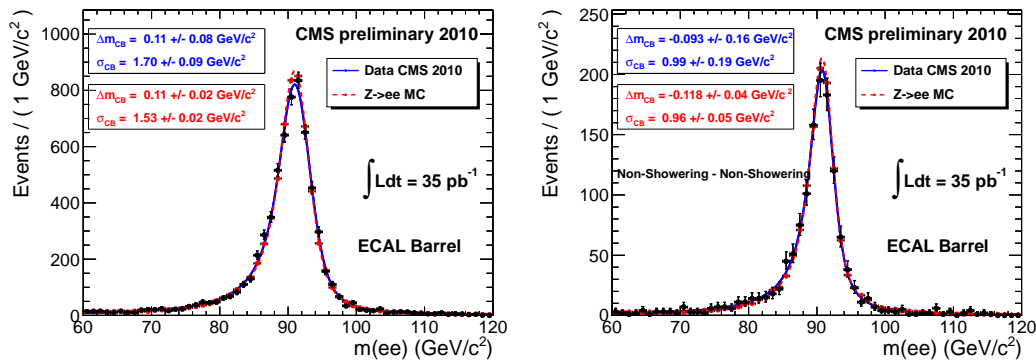 Events / ( 1 GeV/c²)
1000
800
600
400
200
0
60 70 80 90 100 110 120
m(ee) (GeV/c²)
Δm_CB = 0.11 +/- 0.08 GeV/c²
σ_CB = 1.70 +/- 0.09 GeV/c²
Δm_CB = 0.11 +/- 0.02 GeV/c²
σ_CB = 1.53 +/- 0.02 GeV/c²
CMS preliminary 2010
Data CMS 2010
Z->ee MC
∫Ldt = 35 pb⁻¹
ECAL Barrel
Events / ( 1 GeV/c²)
250
200
150
100
50
0
60 70 80 90 100 110 120
m(ee) (GeV/c²)
Δm_CB = -0.093 +/- 0.16 GeV/c²
σ_CB = 0.99 +/- 0.19 GeV/c²
Δm_CB = -0.118 +/- 0.04 GeV/c²
σ_CB = 0.96 +/- 0.05 GeV/c²
CMS preliminary 2010
Data CMS 2010
Z->ee MC
Non-Showering - Non-Showering
∫Ldt = 35 pb⁻¹
ECAL Barrel